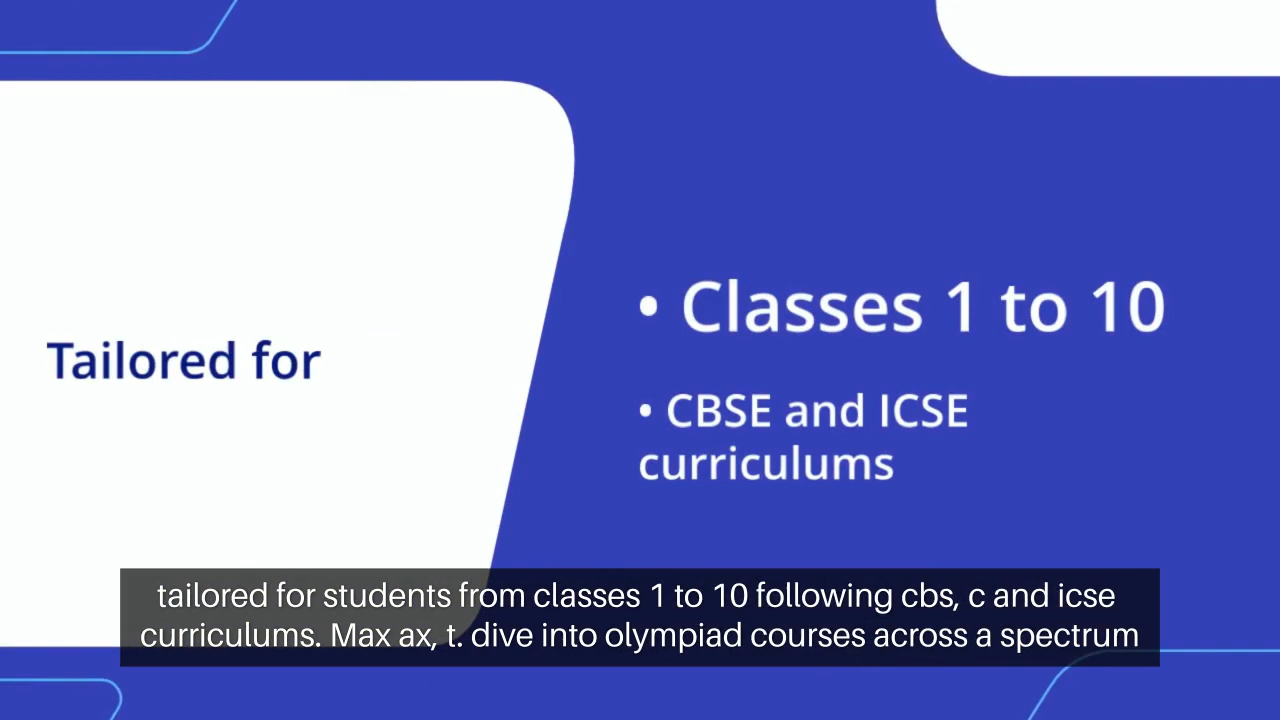 Tailored for
• Classes 1 to 10
• CBSE and ICSE
curriculums
tailored for students from classes 1 to 10 following cbs, c and icse
curriculums. Max ax, t. dive into olympiad courses across a spectrum